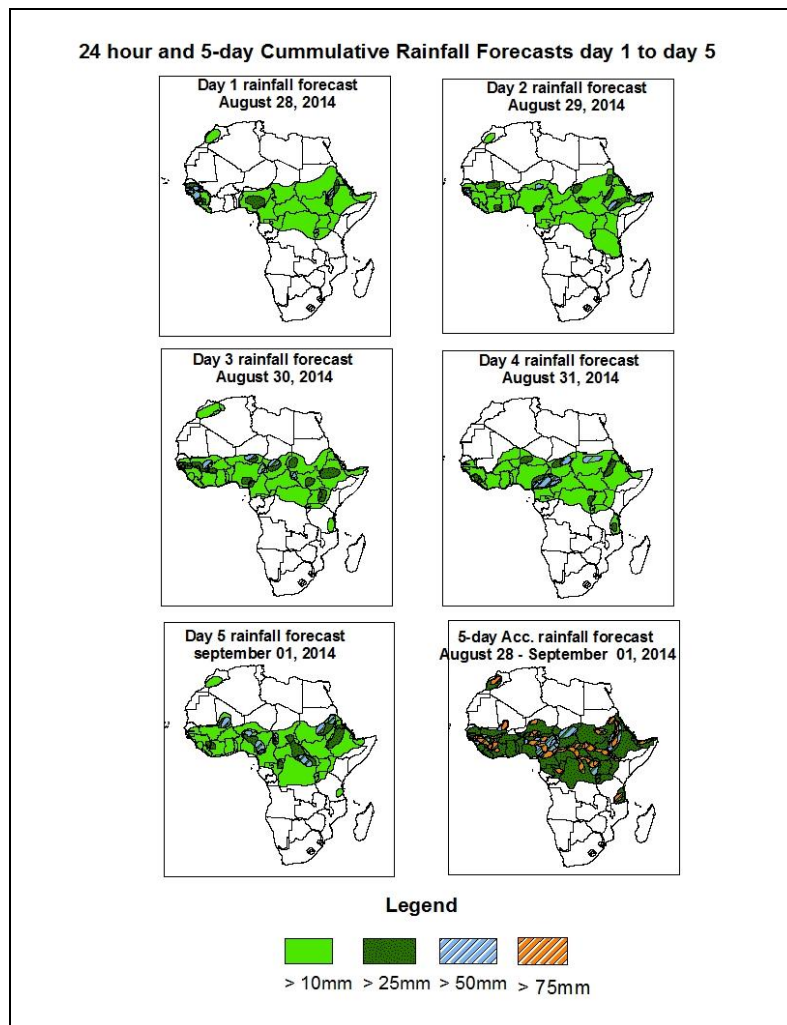 24 hour and 5-day Cummulative Rainfall Forecasts day 1 to day 5
Day 1 rainfall forecast
August 28, 2014
Day 2 rainfall forecast
August 29, 2014
Day 3 rainfall forecast
August 30, 2014
Day 4 rainfall forecast
August 31, 2014
Day 5 rainfall forecast
september 01, 2014
5-day Acc. rainfall forecast
August 28 - September 01, 2014
Legend
> 10mm > 25mm > 50mm > 75mm